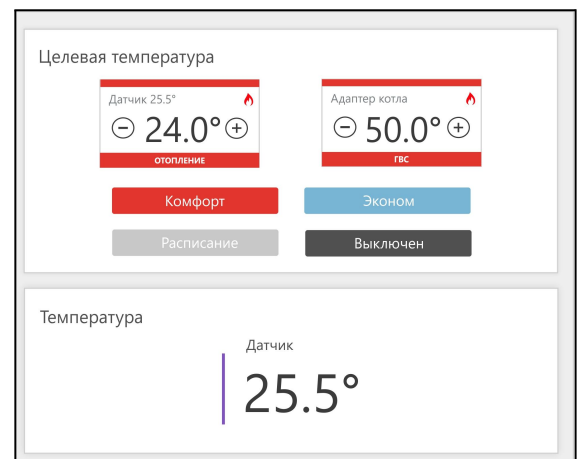 Целевая температура
Датчик 25.5°
24.0°
ОТОПЛЕНИЕ
Адаптер котла
50.0°
ГВС
Комфорт
Эконом
Расписание
Выключен
Температура
Датчик
25.5°